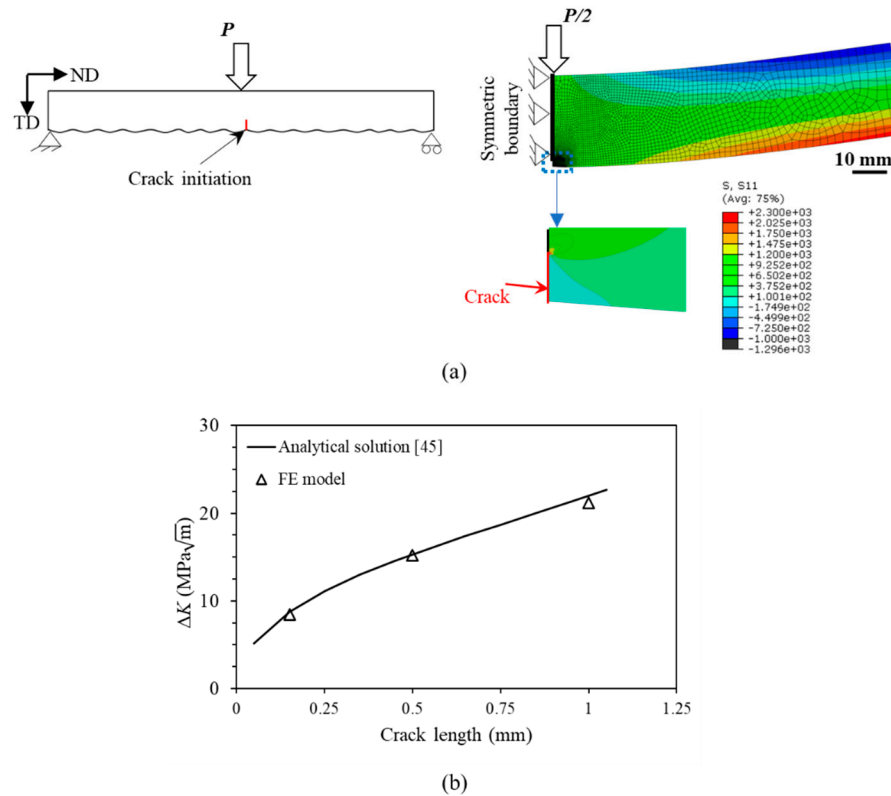 P
ND
TD
Crack initiation
P/2
Symmetric
boundary
10 mm
Crack
S, S11
(Avg: 75%)
+2.300e+03
+2.025e+03
+1.750e+03
+1.475e+03
+1.200e+03
+9.252e+02
+6.502e+02
+3.752e+02
+1.001e+02
-1.749e+02
-4.499e+02
-7.250e+02
-1.000e+03
-1.296e+03
(a)
30
20
10
0
ΔK (MPa√m)
Analytical solution [45]
FE model
0
0.25
0.5
0.75
1
1.25
Crack length (mm)
(b)